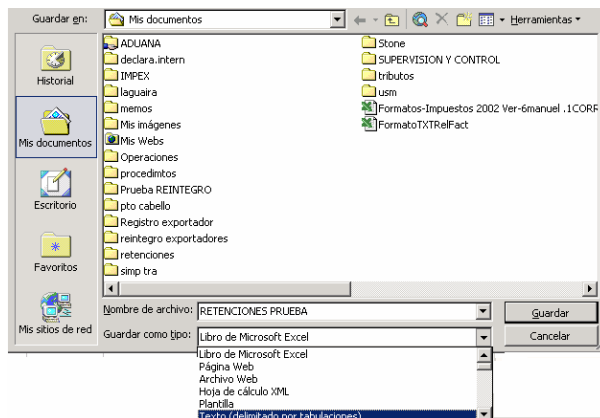 Guardar en:
Mis documentos
Herramientas
Historial
Mis documentos
Escritorio
Favoritos
Mis sitios de red
ADUANA
declara.intern
IMPEX
laguaira
memos
Mis imágenes
Mis Webs
Operaciones
procedimtos
Prueba REINTEGRO
pto cabello
Registro exportador
reintegro exportadores
retenciones
simp tra
Stone
SUPERVISION Y CONTROL
tributos
usm
Formatos-Impuestos 2002 Ver-6manuel .1CORR
FormatoTXTRelFact
Nombre de archivo: RETENCIONES PRUEBA
Guardar
Guardar como tipo: Libro de Microsoft Excel
Cancelar
Libro de Microsoft Excel
Página Web
Archivo Web
Hoja de cálculo XML
Plantilla
Texto (delimitado por tabulaciones)